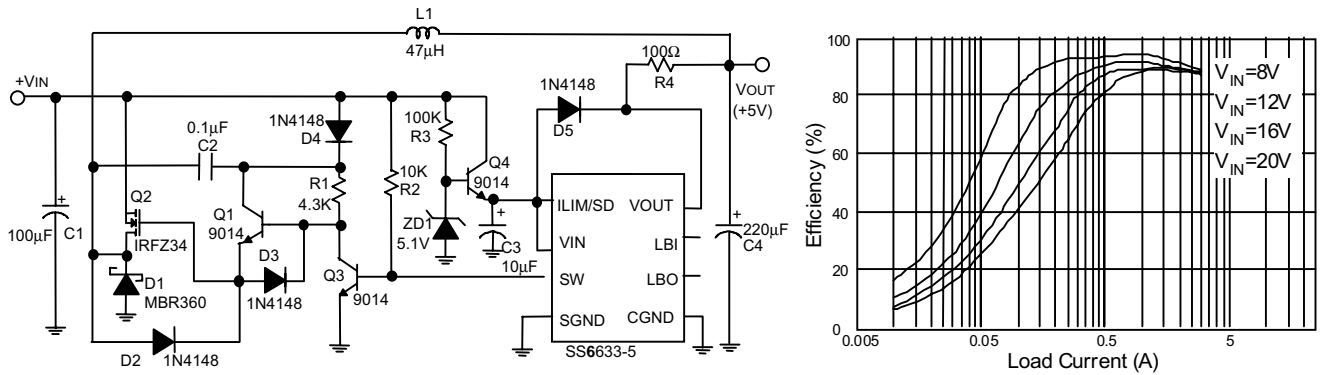 L1
47μH
100Ω
R4
+VIN
1N4148
D5
VOUT
(+5V)
0.1μF
C2
1N4148
D4
100K
R3
10K
R2
Q4
9014
R1
4.3K
Q2
IRFZ34
Q1
9014
100μF
C1
D3
1N4148
D1
MBR360
Q3
9014
ZD1
5.1V
C3
10μF
ILIM/SD
VOUT
VIN
LBI
SW
LBO
SGND
CGND
SS6633-5
220μF
C4
D2
1N4148
Efficiency (%)
100
80
60
40
20
0
VIN=8V
VIN=12V
VIN=16V
VIN=20V
0.005
0.05
0.5
5
Load Current (A)